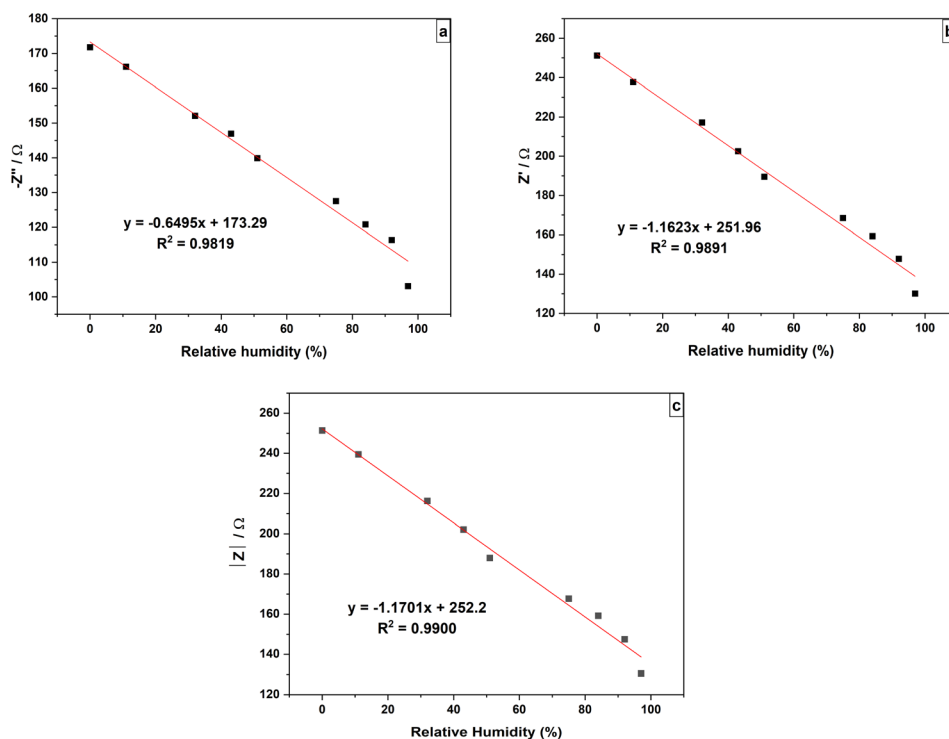 a
180
170
160
150
140
130
120
110
100
-Z" / Ω
y = -0.6495x + 173.29
R² = 0.9819
0 20 40 60 80 100
Relative humidity (%)
b
260
240
220
200
180
160
140
120
Z' / Ω
y = -1.1623x + 251.96
R² = 0.9891
0 20 40 60 80 100
Relative humidity (%)
c
260
240
220
200
180
160
140
120
|Z| / Ω
y = -1.1701x + 252.2
R² = 0.9900
0 20 40 60 80 100
Relative Humidity (%)